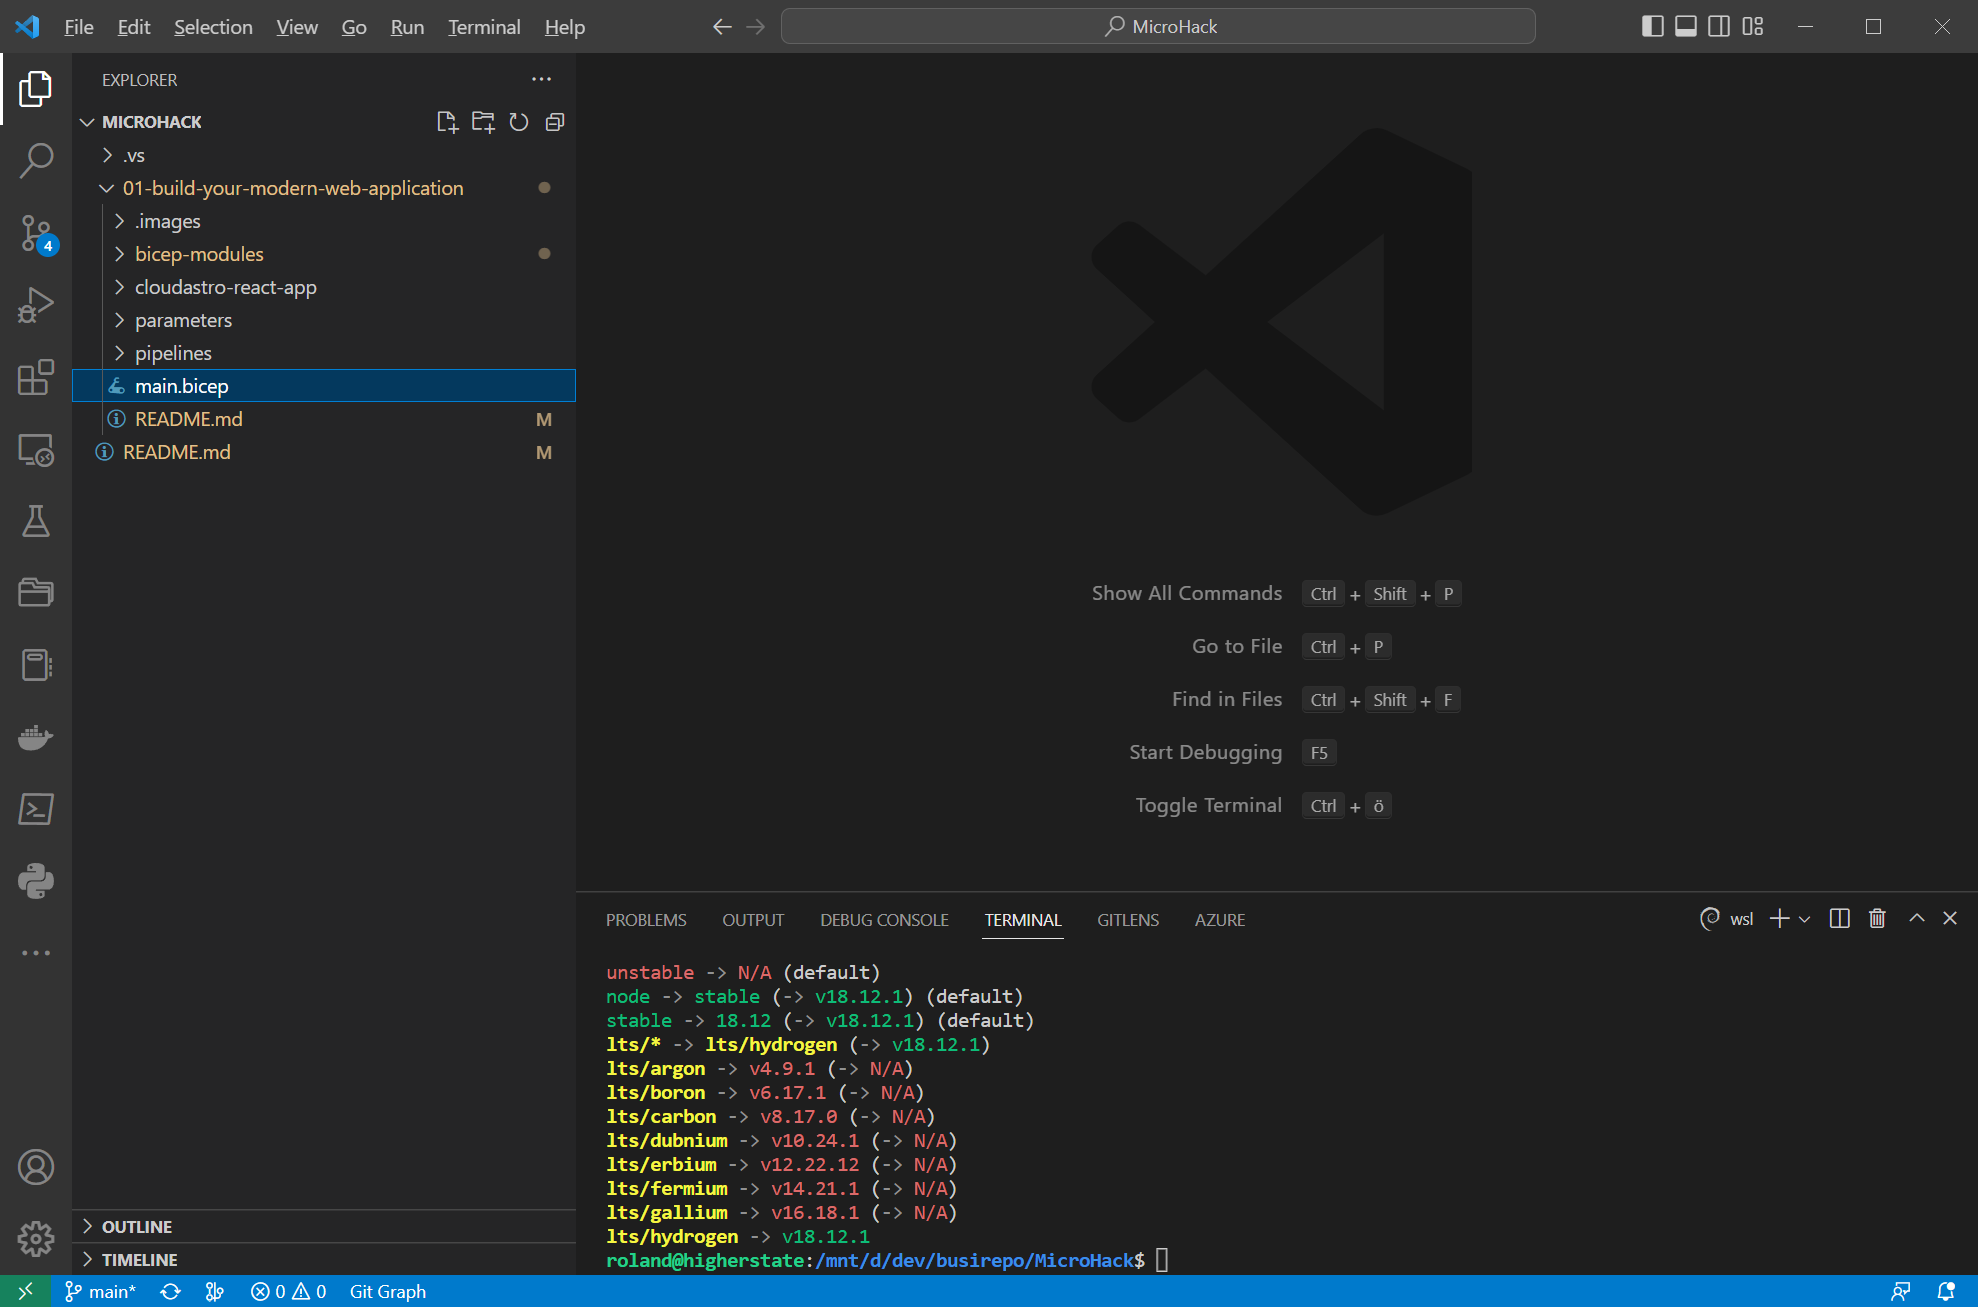 File Edit Selection View Go Run Terminal Help
MicroHack
EXPLORER
MICROHACK
.vs
01-build-your-modern-web-application
.images
bicep-modules
cloudastro-react-app
parameters
pipelines
main.bicep
README.md M
README.md M
4
OUTLINE
TIMELINE
Show All Commands Ctrl + Shift + P
Go to File Ctrl + P
Find in Files Ctrl + Shift + F
Start Debugging F5
Toggle Terminal Ctrl + ö
PROBLEMS OUTPUT DEBUG CONSOLE TERMINAL GITLENS AZURE
wsl
unstable -> N/A (default)
node -> stable (-> v18.12.1) (default)
stable -> 18.12 (-> v18.12.1) (default)
lts/* -> lts/hydrogen (-> v18.12.1)
lts/argon -> v4.9.1 (-> N/A)
lts/boron -> v6.17.1 (-> N/A)
lts/carbon -> v8.17.0 (-> N/A)
lts/dubnium -> v10.24.1 (-> N/A)
lts/erbium -> v12.22.12 (-> N/A)
lts/fermium -> v14.21.1 (-> N/A)
lts/gallium -> v16.18.1 (-> N/A)
lts/hydrogen -> v18.12.1
roland@higherstate:/mnt/d/dev/busirepo/MicroHack$
main* 0 0 Git Graph